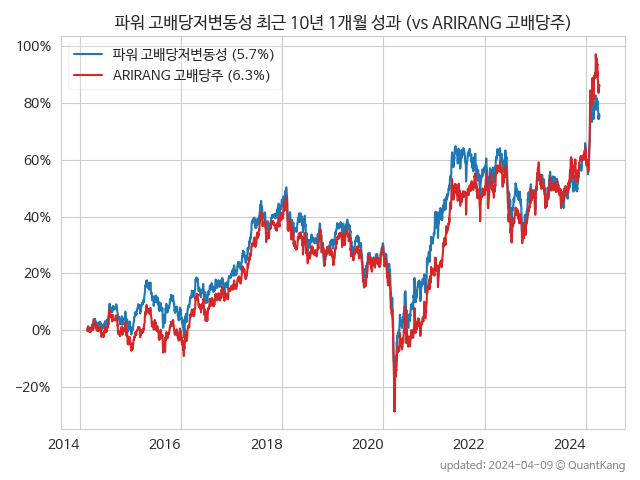 파워 고배당저변동성 최근 10년 1개월 성과 (vs ARIRANG 고배당주)
파워 고배당저변동성 (5.7%)
ARIRANG 고배당주 (6.3%)
100%
80%
60%
40%
20%
0%
−20%
2014 2016 2018 2020 2022 2024
updated: 2024-04-09 © QuantKang